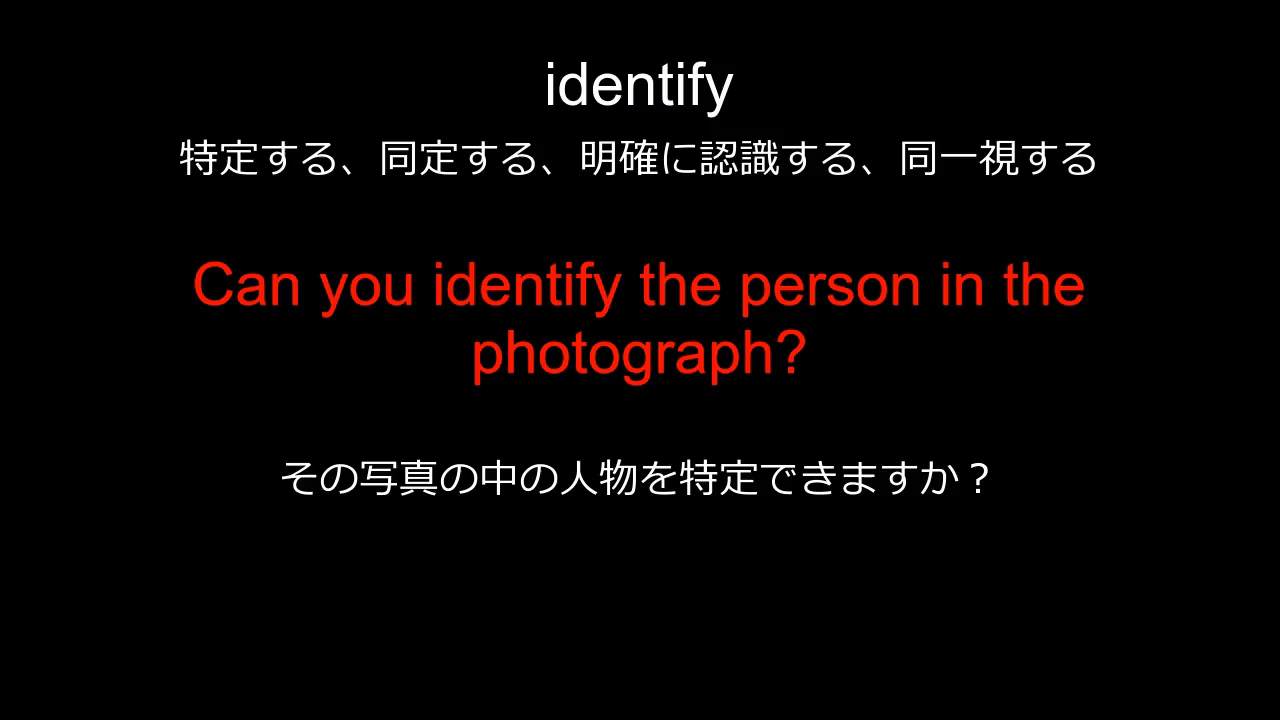 identify
特定する、同定する、明確に認識する、同一視する
Can you identify the person in the
photograph?
その写真の中の人物を特定できますか？